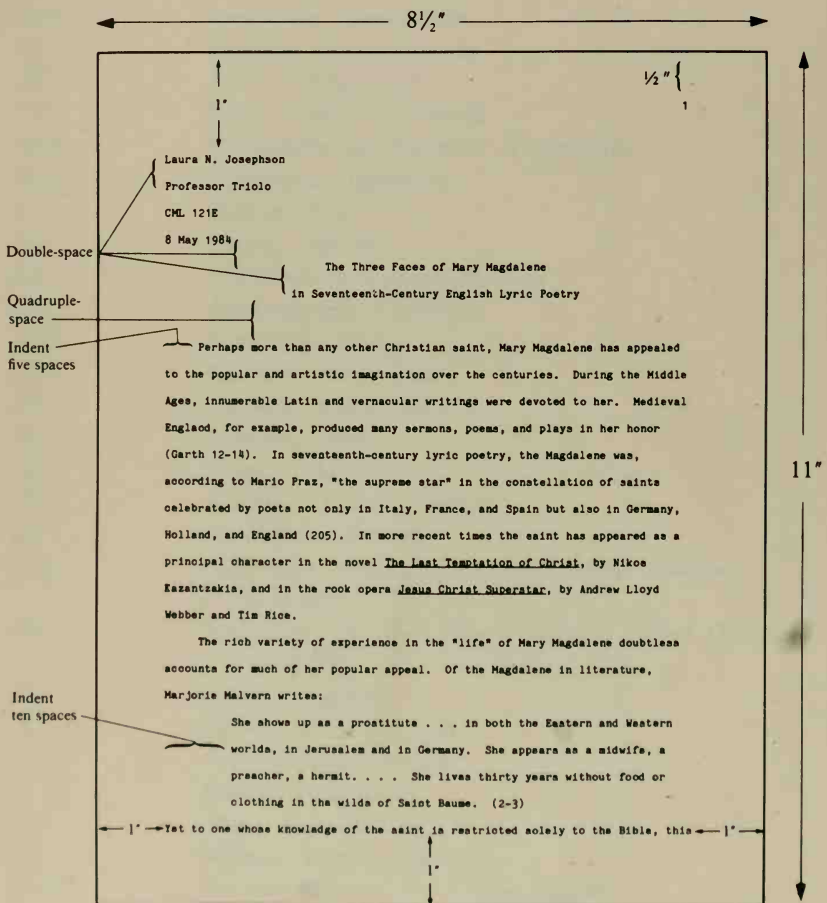 8½"
½"
1
1"
Laura N. Josephson
Professor Triolo
CML 121E
8 May 1984
Double-space
The Three Faces of Mary Magdalene
in Seventeenth-Century English Lyric Poetry
Quadruple-
space
Indent
five spaces
Perhaps more than any other Christian saint, Mary Magdalene has appealed
to the popular and artistic imagination over the centuries. During the Middle
Ages, innumerable Latin and vernacular writings were devoted to her. Medieval
England, for example, produced many sermons, poems, and plays in her honor
(Garth 12-14). In seventeenth-century lyric poetry, the Magdalene was,
according to Mario Praz, "the supreme star" in the constellation of saints
celebrated by poets not only in Italy, France, and Spain but also in Germany,
Holland, and England (205). In more recent times the saint has appeared as a
principal character in the novel The Last Temptation of Christ, by Nikos
Kazantzakis, and in the rock opera Jesus Christ Superstar, by Andrew Lloyd
Webber and Tim Rice.
11"
The rich variety of experience in the "life" of Mary Magdalene doubtless
accounts for much of her popular appeal. Of the Magdalene in literature,
Marjorie Malvern writes:
Indent
ten spaces
She shows up as a prostitute . . . in both the Eastern and Western
worlds, in Jerusalem and in Germany. She appears as a midwife, a
preacher, a hermit. . . . She lives thirty years without food or
clothing in the wilds of Saint Baume. (2-3)
1" Yet to one whose knowledge of the saint is restricted solely to the Bible, this 1"
1"